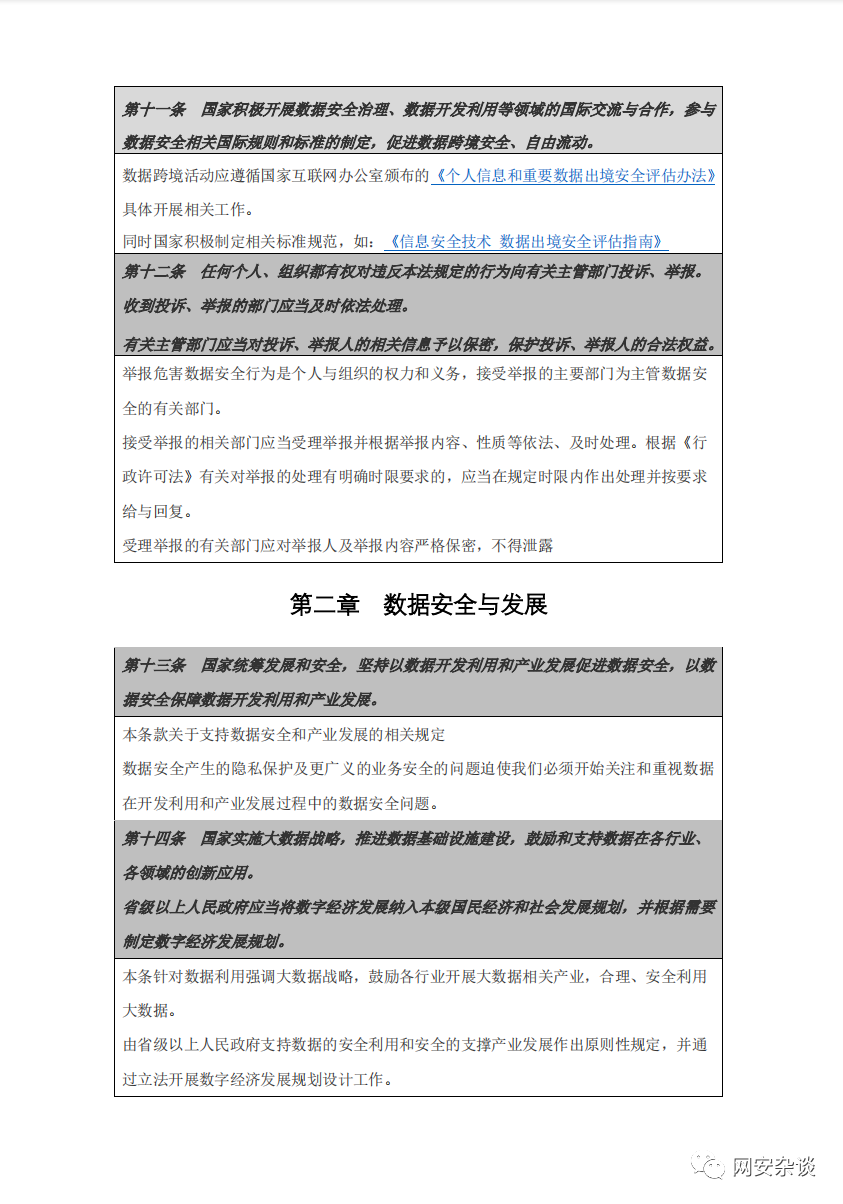 第十一条　国家积极开展数据安全治理、数据开发利用等领域的国际交流与合作，参与
数据安全相关国际规则和标准的制定，促进数据跨境安全、自由流动。
数据跨境活动应遵循国家互联网办公室颁布的《个人信息和重要数据出境安全评估办法》
具体开展相关工作。
同时国家积极制定相关标准规范，如：《信息安全技术 数据出境安全评估指南》
第十二条　任何个人、组织都有权对违反本法规定的行为向有关主管部门投诉、举报。
收到投诉、举报的部门应当及时依法处理。
有关主管部门应当对投诉、举报人的相关信息予以保密，保护投诉、举报人的合法权益。
举报危害数据安全行为是个人与组织的权力和义务，接受举报的主要部门为主管数据安
全的有关部门。
接受举报的相关部门应当受理举报并根据举报内容、性质等依法、及时处理。根据《行
政许可法》有关对举报的处理有明确时限要求的，应当在规定时限内作出处理并按要求
给与回复。
受理举报的有关部门应对举报人及举报内容严格保密，不得泄露
第二章　数据安全与发展
第十三条　国家统筹发展和安全，坚持以数据开发利用和产业发展促进数据安全，以数
据安全保障数据开发利用和产业发展。
本条款关于支持数据安全和产业发展的相关规定
数据安全产生的隐私保护及更广义的业务安全的问题迫使我们必须开始关注和重视数据
在开发利用和产业发展过程中的数据安全问题。
第十四条　国家实施大数据战略，推进数据基础设施建设，鼓励和支持数据在各行业、
各领域的创新应用。
省级以上人民政府应当将数字经济发展纳入本级国民经济和社会发展规划，并根据需要
制定数字经济发展规划。
本条针对数据利用强调大数据战略，鼓励各行业开展大数据相关产业，合理、安全利用
大数据。
由省级以上人民政府支持数据的安全利用和安全的支撑产业发展作出原则性规定，并通
过立法开展数字经济发展规划设计工作。
网安杂谈